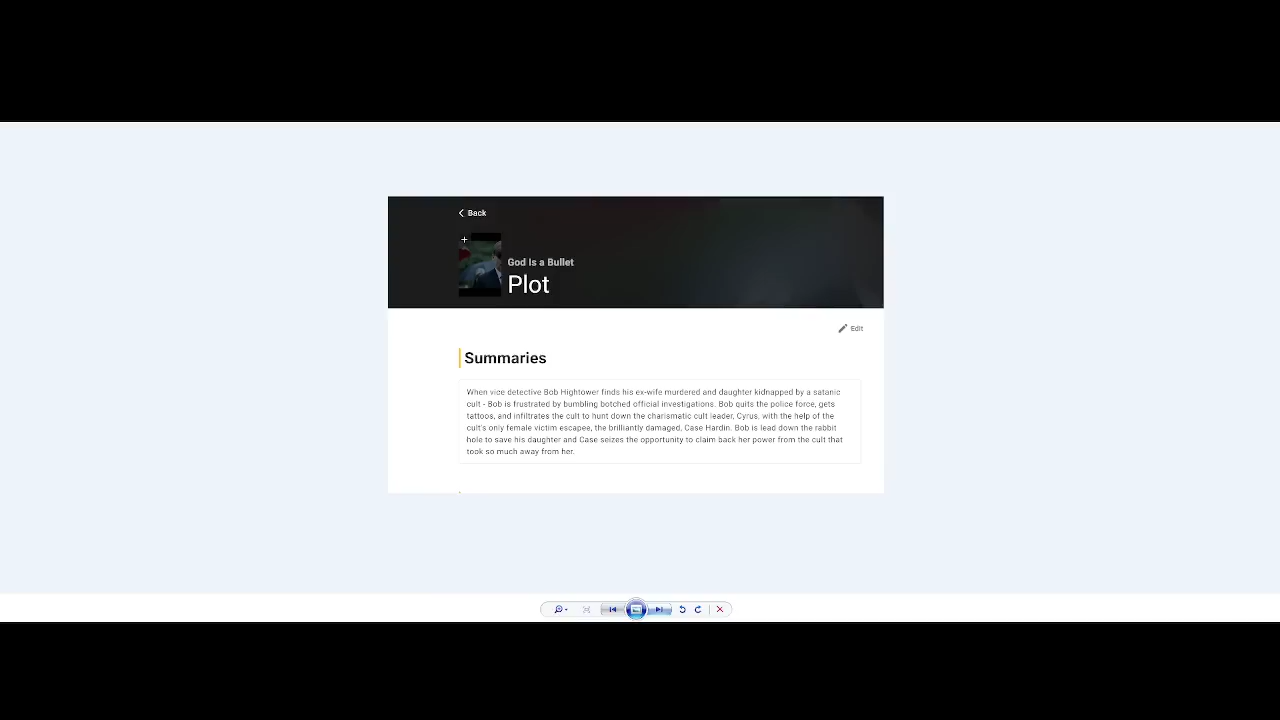 Back
God Is a Bullet
Plot
Edit
Summaries
When vice detective Bob Hightower finds his ex-wife murdered and daughter kidnapped by a satanic
cult - Bob is frustrated by bumbling botched official investigations. Bob quits the police force, gets
tattoos, and infiltrates the cult to hunt down the charismatic cult leader, Cyrus, with the help of the
cult's only female victim escapee, the brilliantly damaged, Case Hardin. Bob is lead down the rabbit
hole to save his daughter and Case seizes the opportunity to claim back her power from the cult that
took so much away from her.